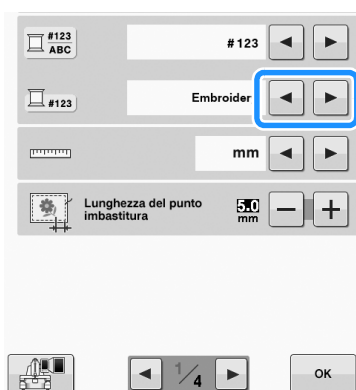 #123
ABC
#123
#123
Embroider
mm
Lunghezza del punto
imbastitura
5.0
mm
1/4
OK